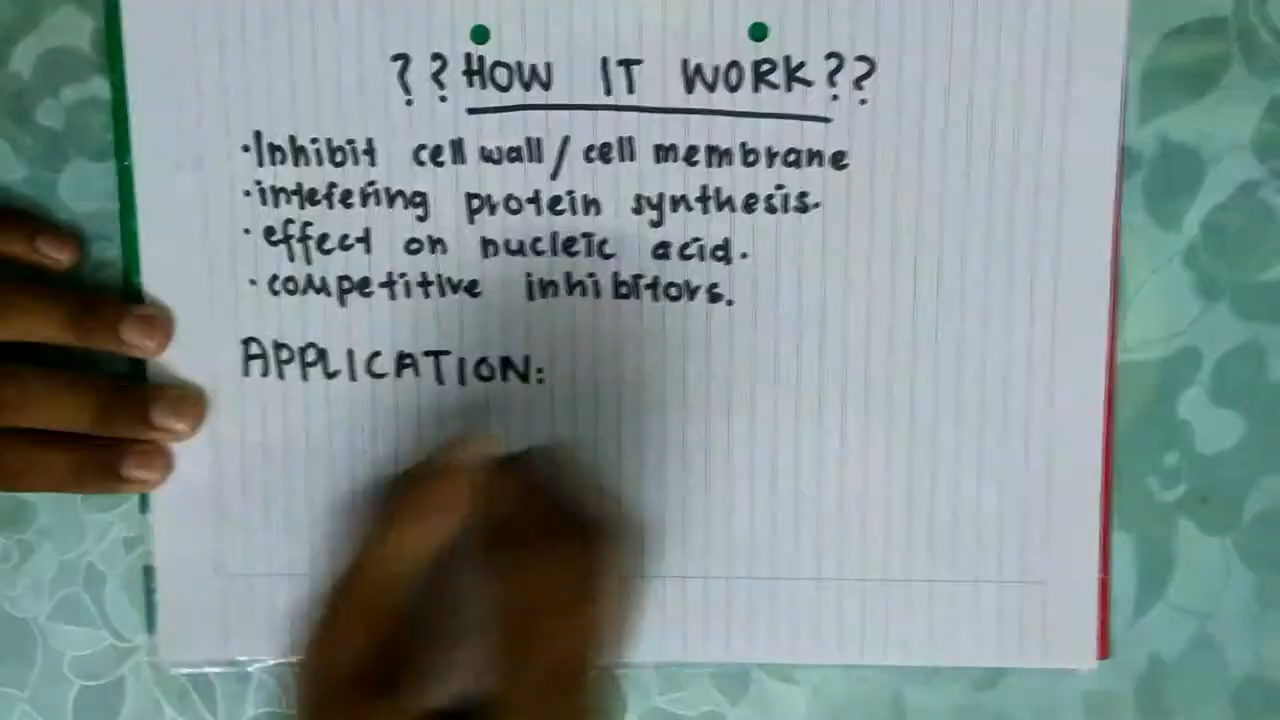 ??HOW IT WORK??
·Inhibit cell wall/cell membrane
·intefering protein synthesis.
·effect on nucleic acid.
·competitive inhibitors.
APPLICATION: